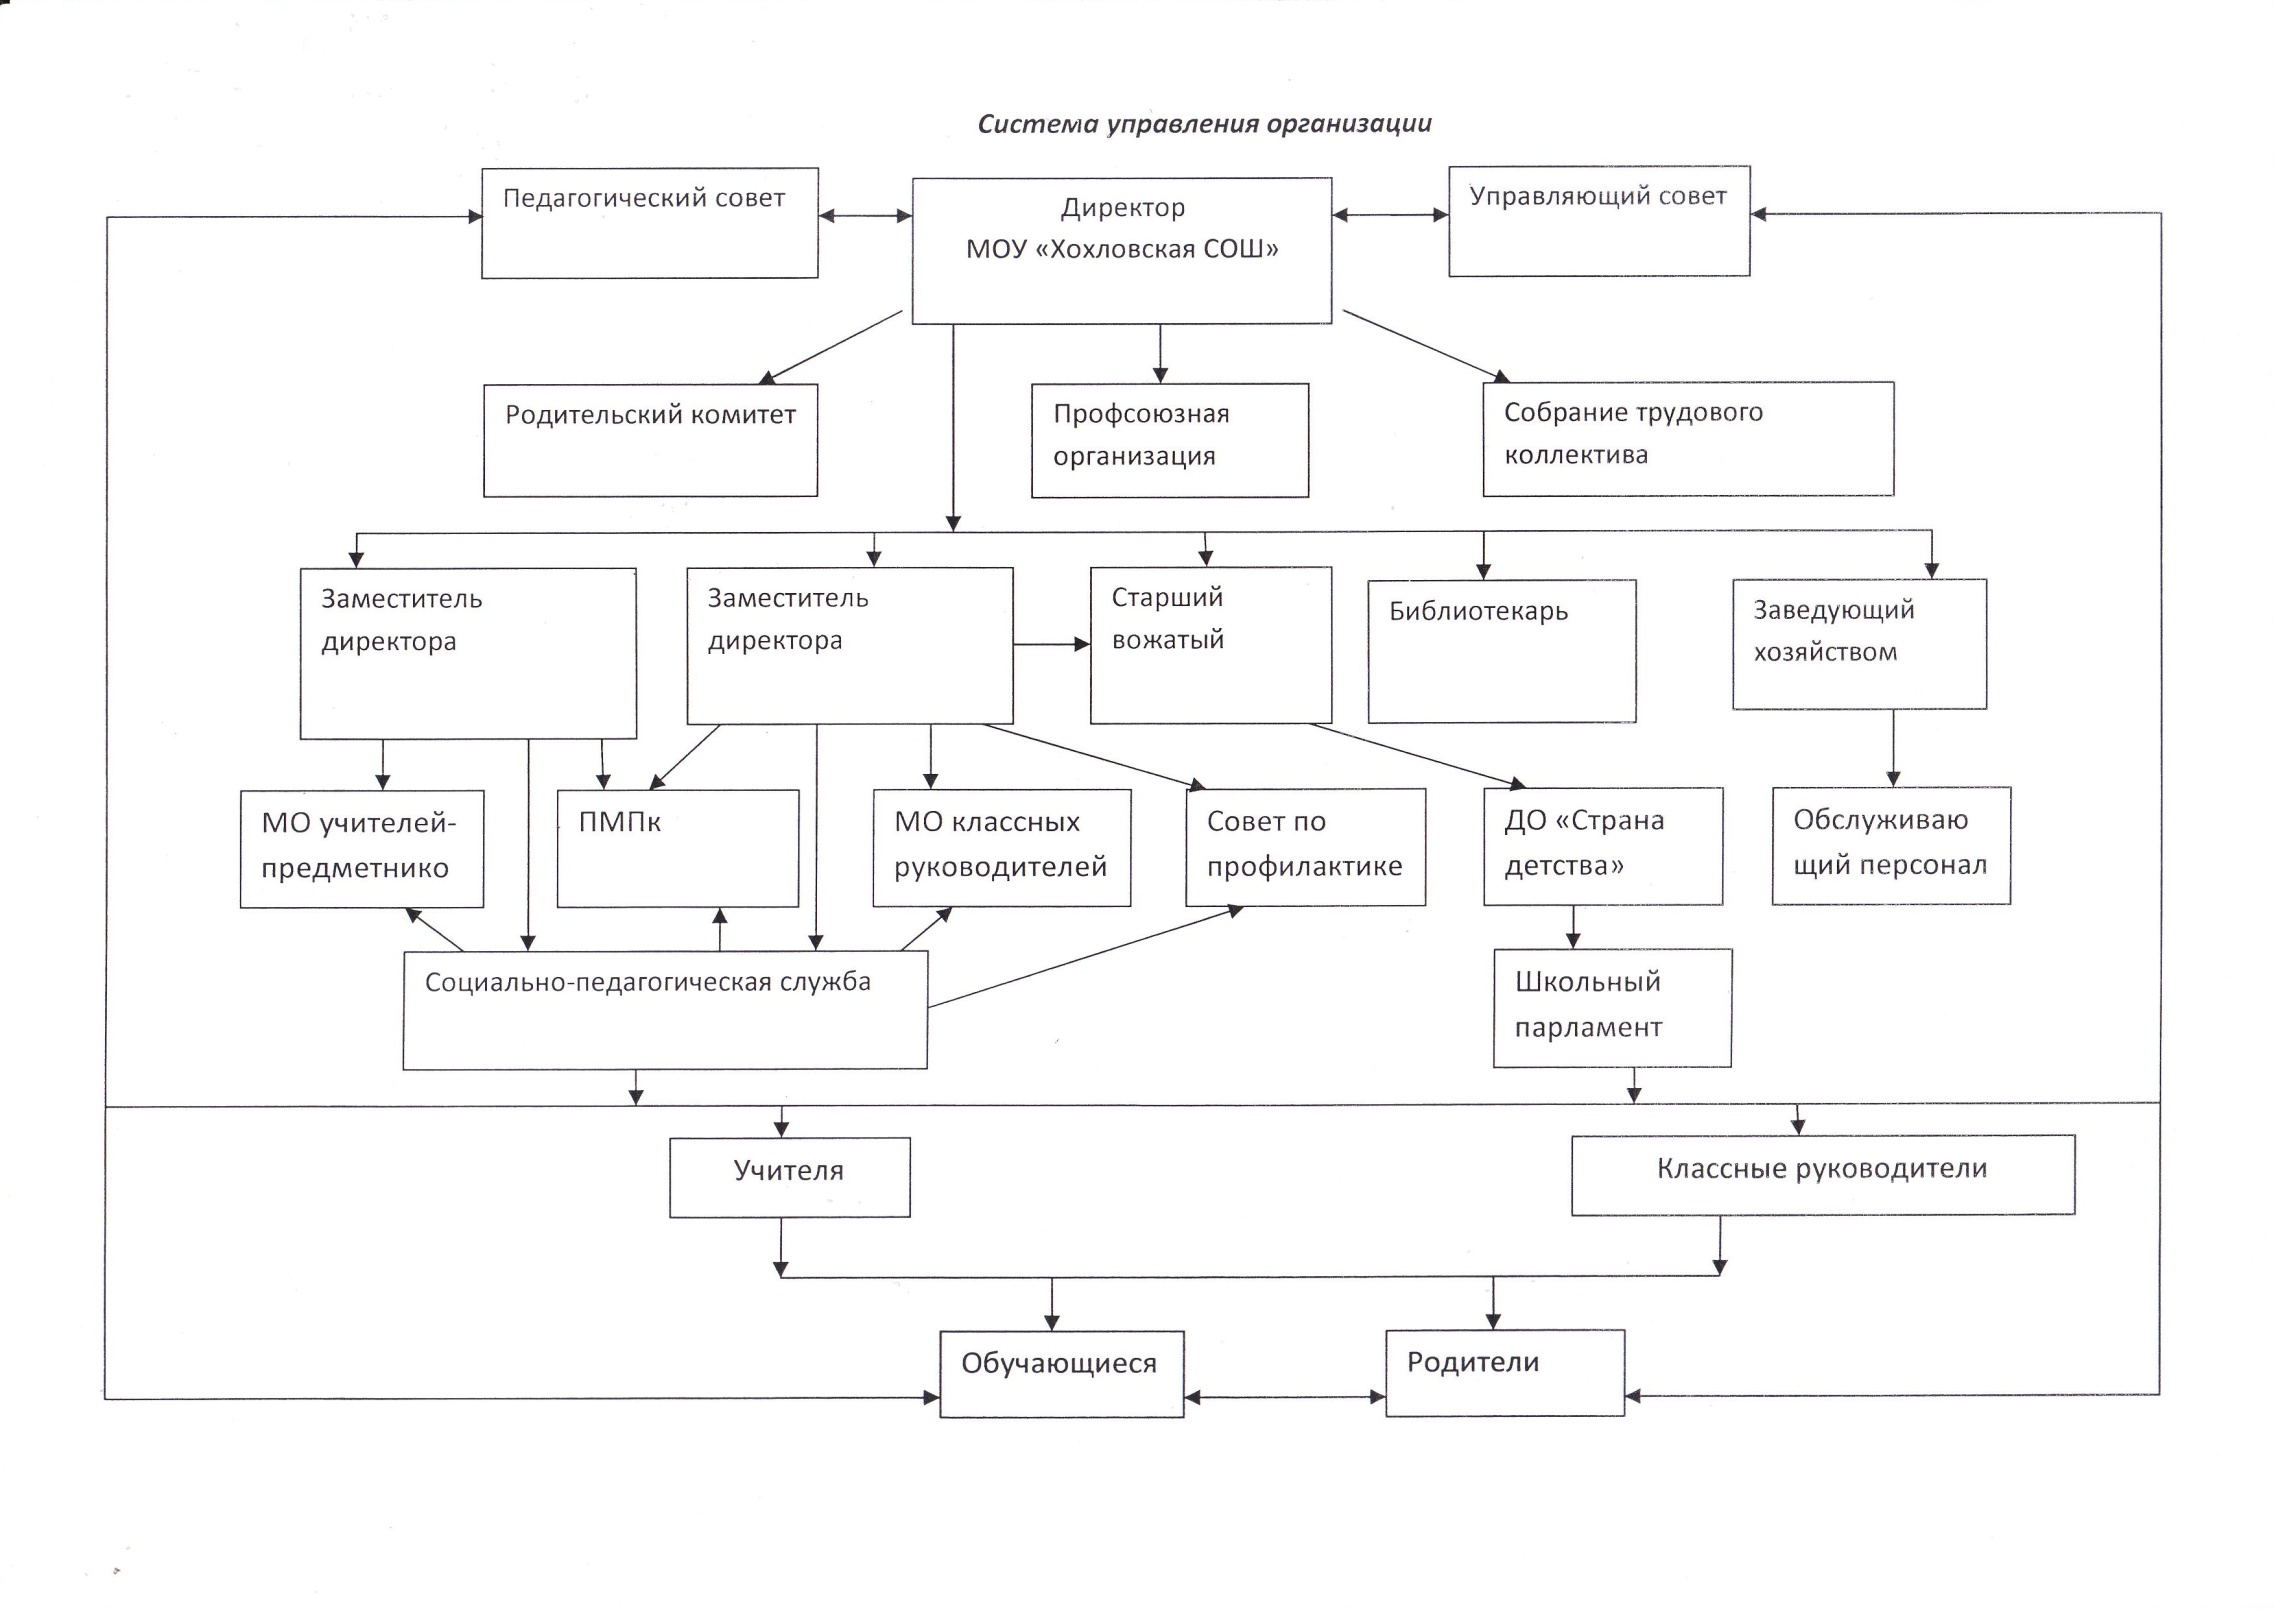 Система управления организации
Педагогический совет
Директор
МОУ «Хохловская СОШ»
Управляющий совет
Родительский комитет
Профсоюзная
организация
Собрание трудового
коллектива
Заместитель
директора
Заместитель
директора
Старший
вожатый
Библиотекарь
Заведующий
хозяйством
МО учителей-
предметнико
ПМПк
МО классных
руководителей
Совет по
профилактике
ДО «Страна
детства»
Обслуживаю
щий персонал
Социально-педагогическая служба
Школьный
парламент
Учителя
Классные руководители
Обучающиеся
Родители